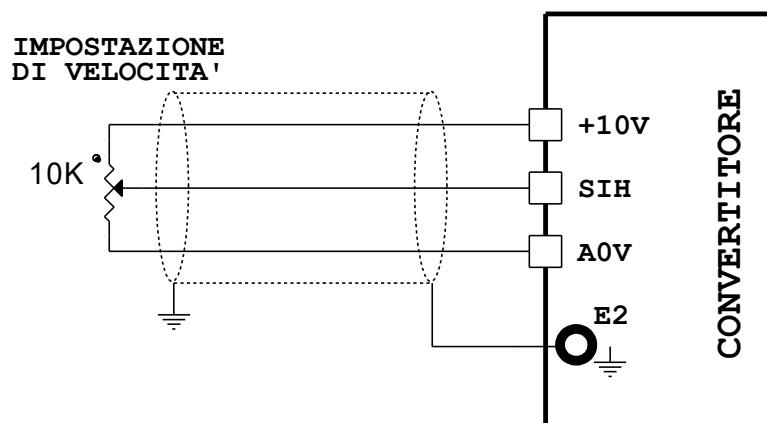 IMPOSTAZIONE
DI VELOCITA'
10K
+10V
SIH
A0V
E2
CONVERTITORE